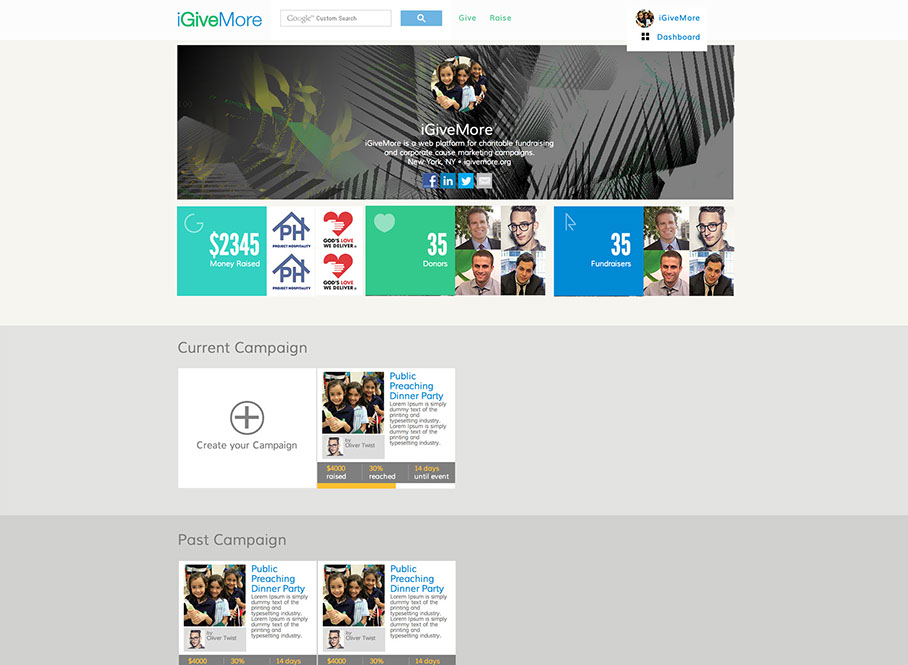 iGiveMore
Google™ Custom Search
Give
Raise
iGiveMore
Dashboard
iGiveMore
iGiveMore is a web platform for charitable fundraising
and corporate cause marketing campaigns.
New York, NY • igivemore.org
$2345
Money Raised
PH
PROJECT HOSPITALITY
GOD'S LOVE
WE DELIVER
PH
PROJECT HOSPITALITY
GOD'S LOVE
WE DELIVER
35
Donors
35
Fundraisers
Current Campaign
Create your Campaign
Public
Preaching
Dinner Party
Lorem Ipsum is simply
dummy text of the
printing and
typesetting industry.
Lorem Ipsum is simply
dummy text of the
printing and
typesetting industry.
by
Oliver Twist
$4000
raised
30%
reached
14 days
until event
Past Campaign
Public
Preaching
Dinner Party
Lorem Ipsum is simply
dummy text of the
printing and
typesetting industry.
Lorem Ipsum is simply
dummy text of the
printing and
typesetting industry.
by
Oliver Twist
$4000
30%
14 days
Public
Preaching
Dinner Party
Lorem Ipsum is simply
dummy text of the
printing and
typesetting industry.
Lorem Ipsum is simply
dummy text of the
printing and
typesetting industry.
by
Oliver Twist
$4000
30%
14 days